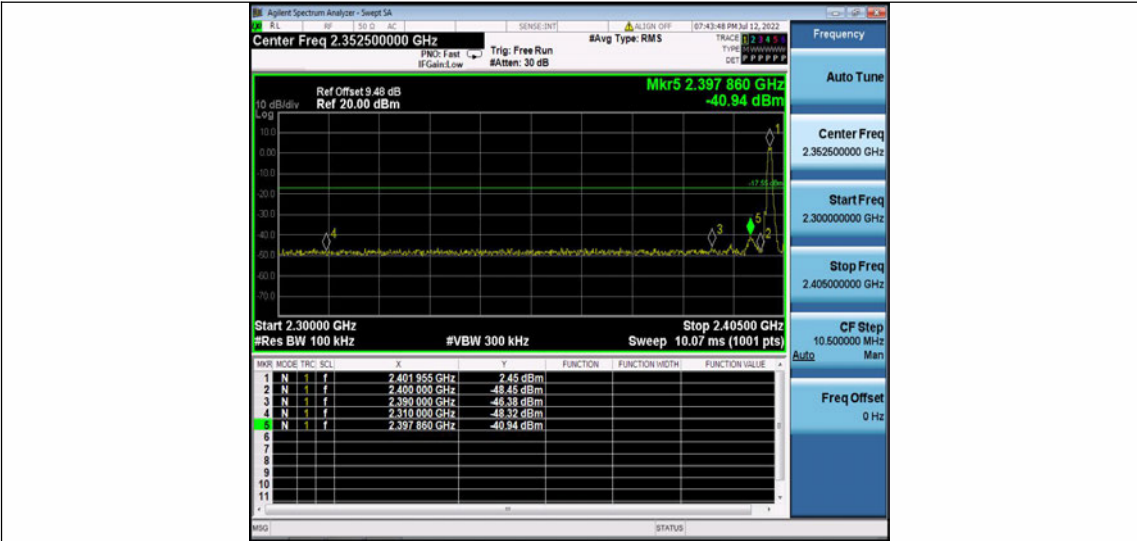 Agilent Spectrum Analyzer - Swept SA
RL RF 50 Ω AC SENSE:INT ALIGN OFF 07:43:48 PM Jul 12, 2022
Center Freq 2.352500000 GHz
#Avg Type: RMS
TRACE 1 2 3 4 5 6
PNO: Fast Trig: Free Run
TYPE M WWWWW
IFGain:Low #Atten: 30 dB
DET P P P P P P
Mkr5 2.397 860 GHz
-40.94 dBm
Ref Offset 9.48 dB
10 dB/div Ref 20.00 dBm
Log
10.0
0.00
-10.0
-20.0
-30.0
-40.0
-50.0
-60.0
-70.0
1
-17.55 dBm
5
2
3
4
Start 2.30000 GHz Stop 2.40500 GHz
#Res BW 100 kHz #VBW 300 kHz Sweep 10.07 ms (1001 pts)
MKR MODE TRC SCL X Y FUNCTION FUNCTION WIDTH FUNCTION VALUE
1 N 1 f 2.401 955 GHz 2.45 dBm
2 N 1 f 2.400 000 GHz -48.45 dBm
3 N 1 f 2.390 000 GHz -46.38 dBm
4 N 1 f 2.310 000 GHz -48.32 dBm
5 N 1 f 2.397 860 GHz -40.94 dBm
6
7
8
9
10
11
MSG STATUS
Frequency
Auto Tune
Center Freq
2.352500000 GHz
Start Freq
2.300000000 GHz
Stop Freq
2.405000000 GHz
CF Step
10.500000 MHz
Auto Man
Freq Offset
0 Hz